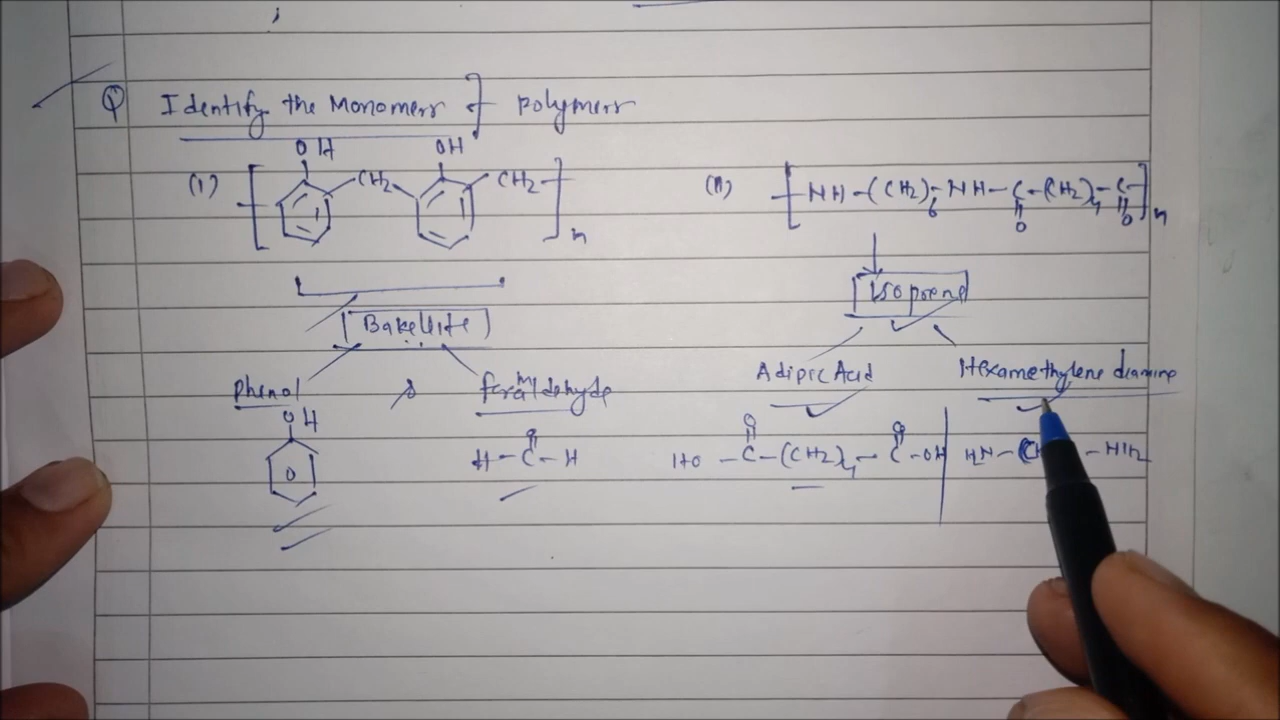 Q Identify the Monomers of polymers
(I) [ OH CH2 OH CH2 ]n
(II) [ NH-(CH2)6-NH-C-(CH2)4-C ]n
O O
Isoprene
Bakelite
Adipic Acid Hexamethylene diamine
Phenol & formaldehyde
OH
O O O
H-C-H HO-C-(CH2)4-C-OH H2N- -NH2